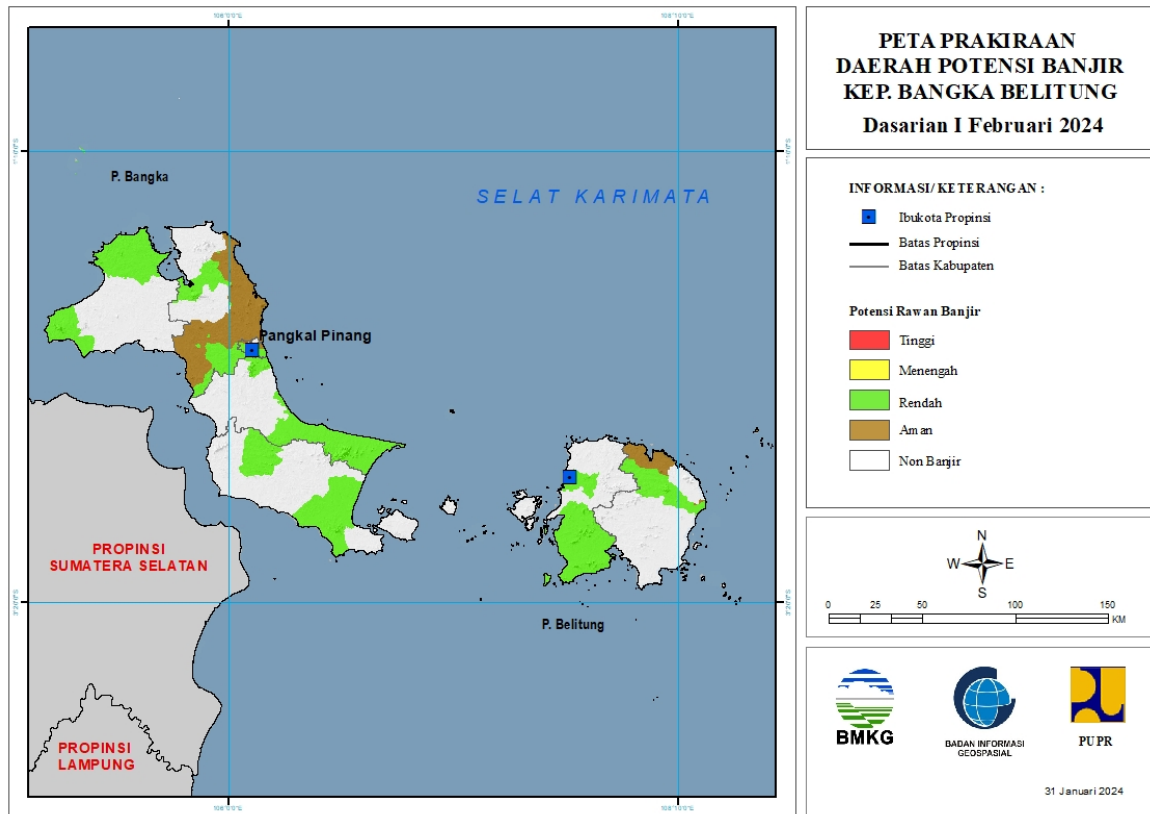 PETA PRAKIRAAN
DAERAH POTENSI BANJIR
KEP. BANGKA BELITUNG
Dasarian I Februari 2024
P. Bangka
SELAT KARIMATA
Pangkal Pinang
PROPINSI
SUMATERA SELATAN
P. Belitung
PROPINSI
LAMPUNG
INFORMASI/ KETERANGAN :
Ibukota Propinsi
Batas Propinsi
Batas Kabupaten
Potensi Rawan Banjir
Tinggi
Menengah
Rendah
Aman
Non Banjir
N
W
E
S
0 25 50 100 150
KM
BMKG
BADAN INFORMASI
GEOSPASIAL
PUPR
31 Januari 2024